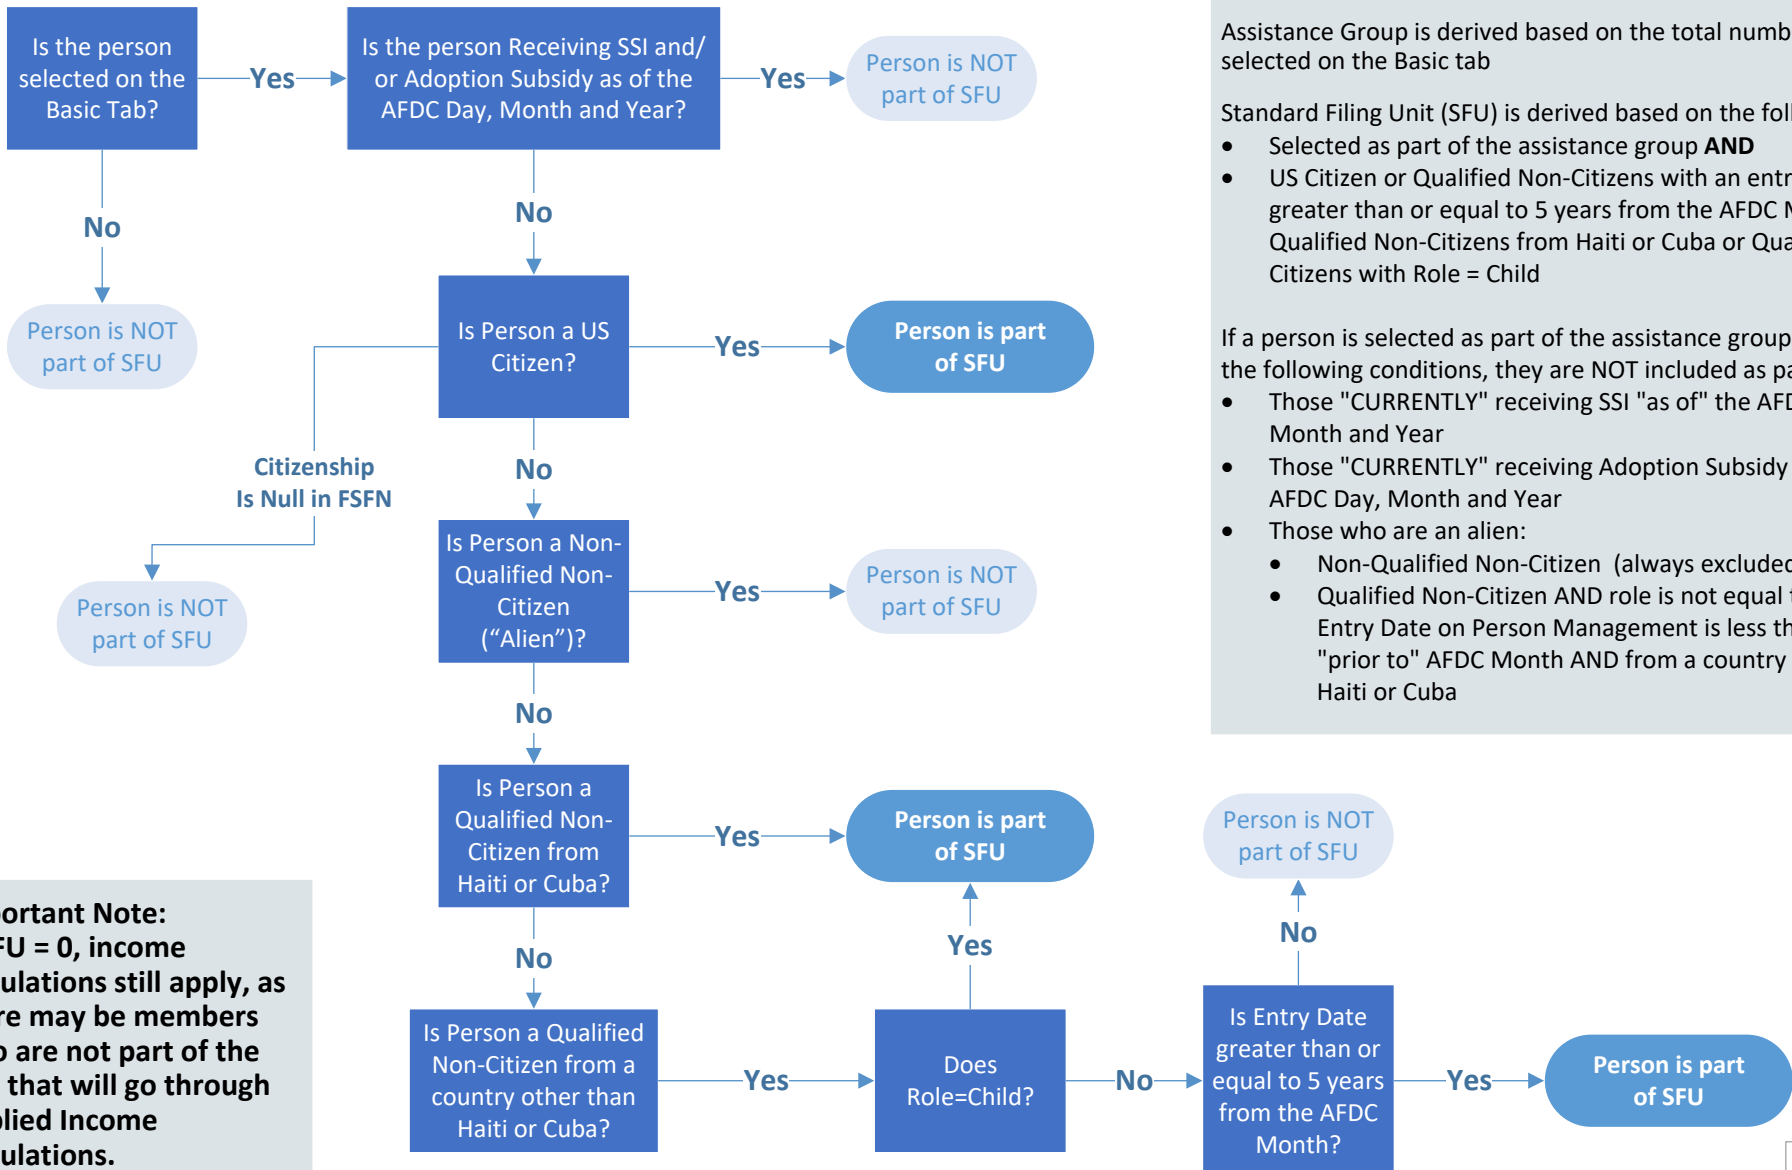 Is the person
selected on the
Basic Tab?
Yes
Is the person Receiving SSI and/
or Adoption Subsidy as of the
AFDC Day, Month and Year?
Yes
Person is NOT
part of SFU
No
Person is NOT
part of SFU
No
Is Person a US
Citizen?
Yes
Person is part
of SFU
Citizenship
Is Null in FSFN
Person is NOT
part of SFU
No
Is Person a Non-
Qualified Non-
Citizen
(“Alien”)?
Yes
Person is NOT
part of SFU
No
Is Person a
Qualified Non-
Citizen from
Haiti or Cuba?
Yes
Person is part
of SFU
No
Is Person a Qualified
Non-Citizen from a
country other than
Haiti or Cuba?
Yes
Does
Role=Child?
Yes
No
Is Entry Date
greater than or
equal to 5 years
from the AFDC
Month?
No
Person is NOT
part of SFU
Yes
Person is part
of SFU
Assistance Group is derived based on the total
selected on the Basic tab
Standard Filing Unit (SFU) is derived based on the
• Selected as part of the assistance group AND
• US Citizen or Qualified Non-Citizens with an
greater than or equal to 5 years from the AFDC
Qualified Non-Citizens from Haiti or Cuba or
Citizens with Role = Child
If a person is selected as part of the assistance group
the following conditions, they are NOT included as
• Those "CURRENTLY" receiving SSI "as of" the
Month and Year
• Those "CURRENTLY" receiving Adoption Subsidy
AFDC Day, Month and Year
• Those who are an alien:
• Non-Qualified Non-Citizen (always excluded
• Qualified Non-Citizen AND role is not equal
Entry Date on Person Management is less
"prior to" AFDC Month AND from a country
Haiti or Cuba
Note:
= 0, income
still apply, as
may be members
are not part of the
that will go through
Income